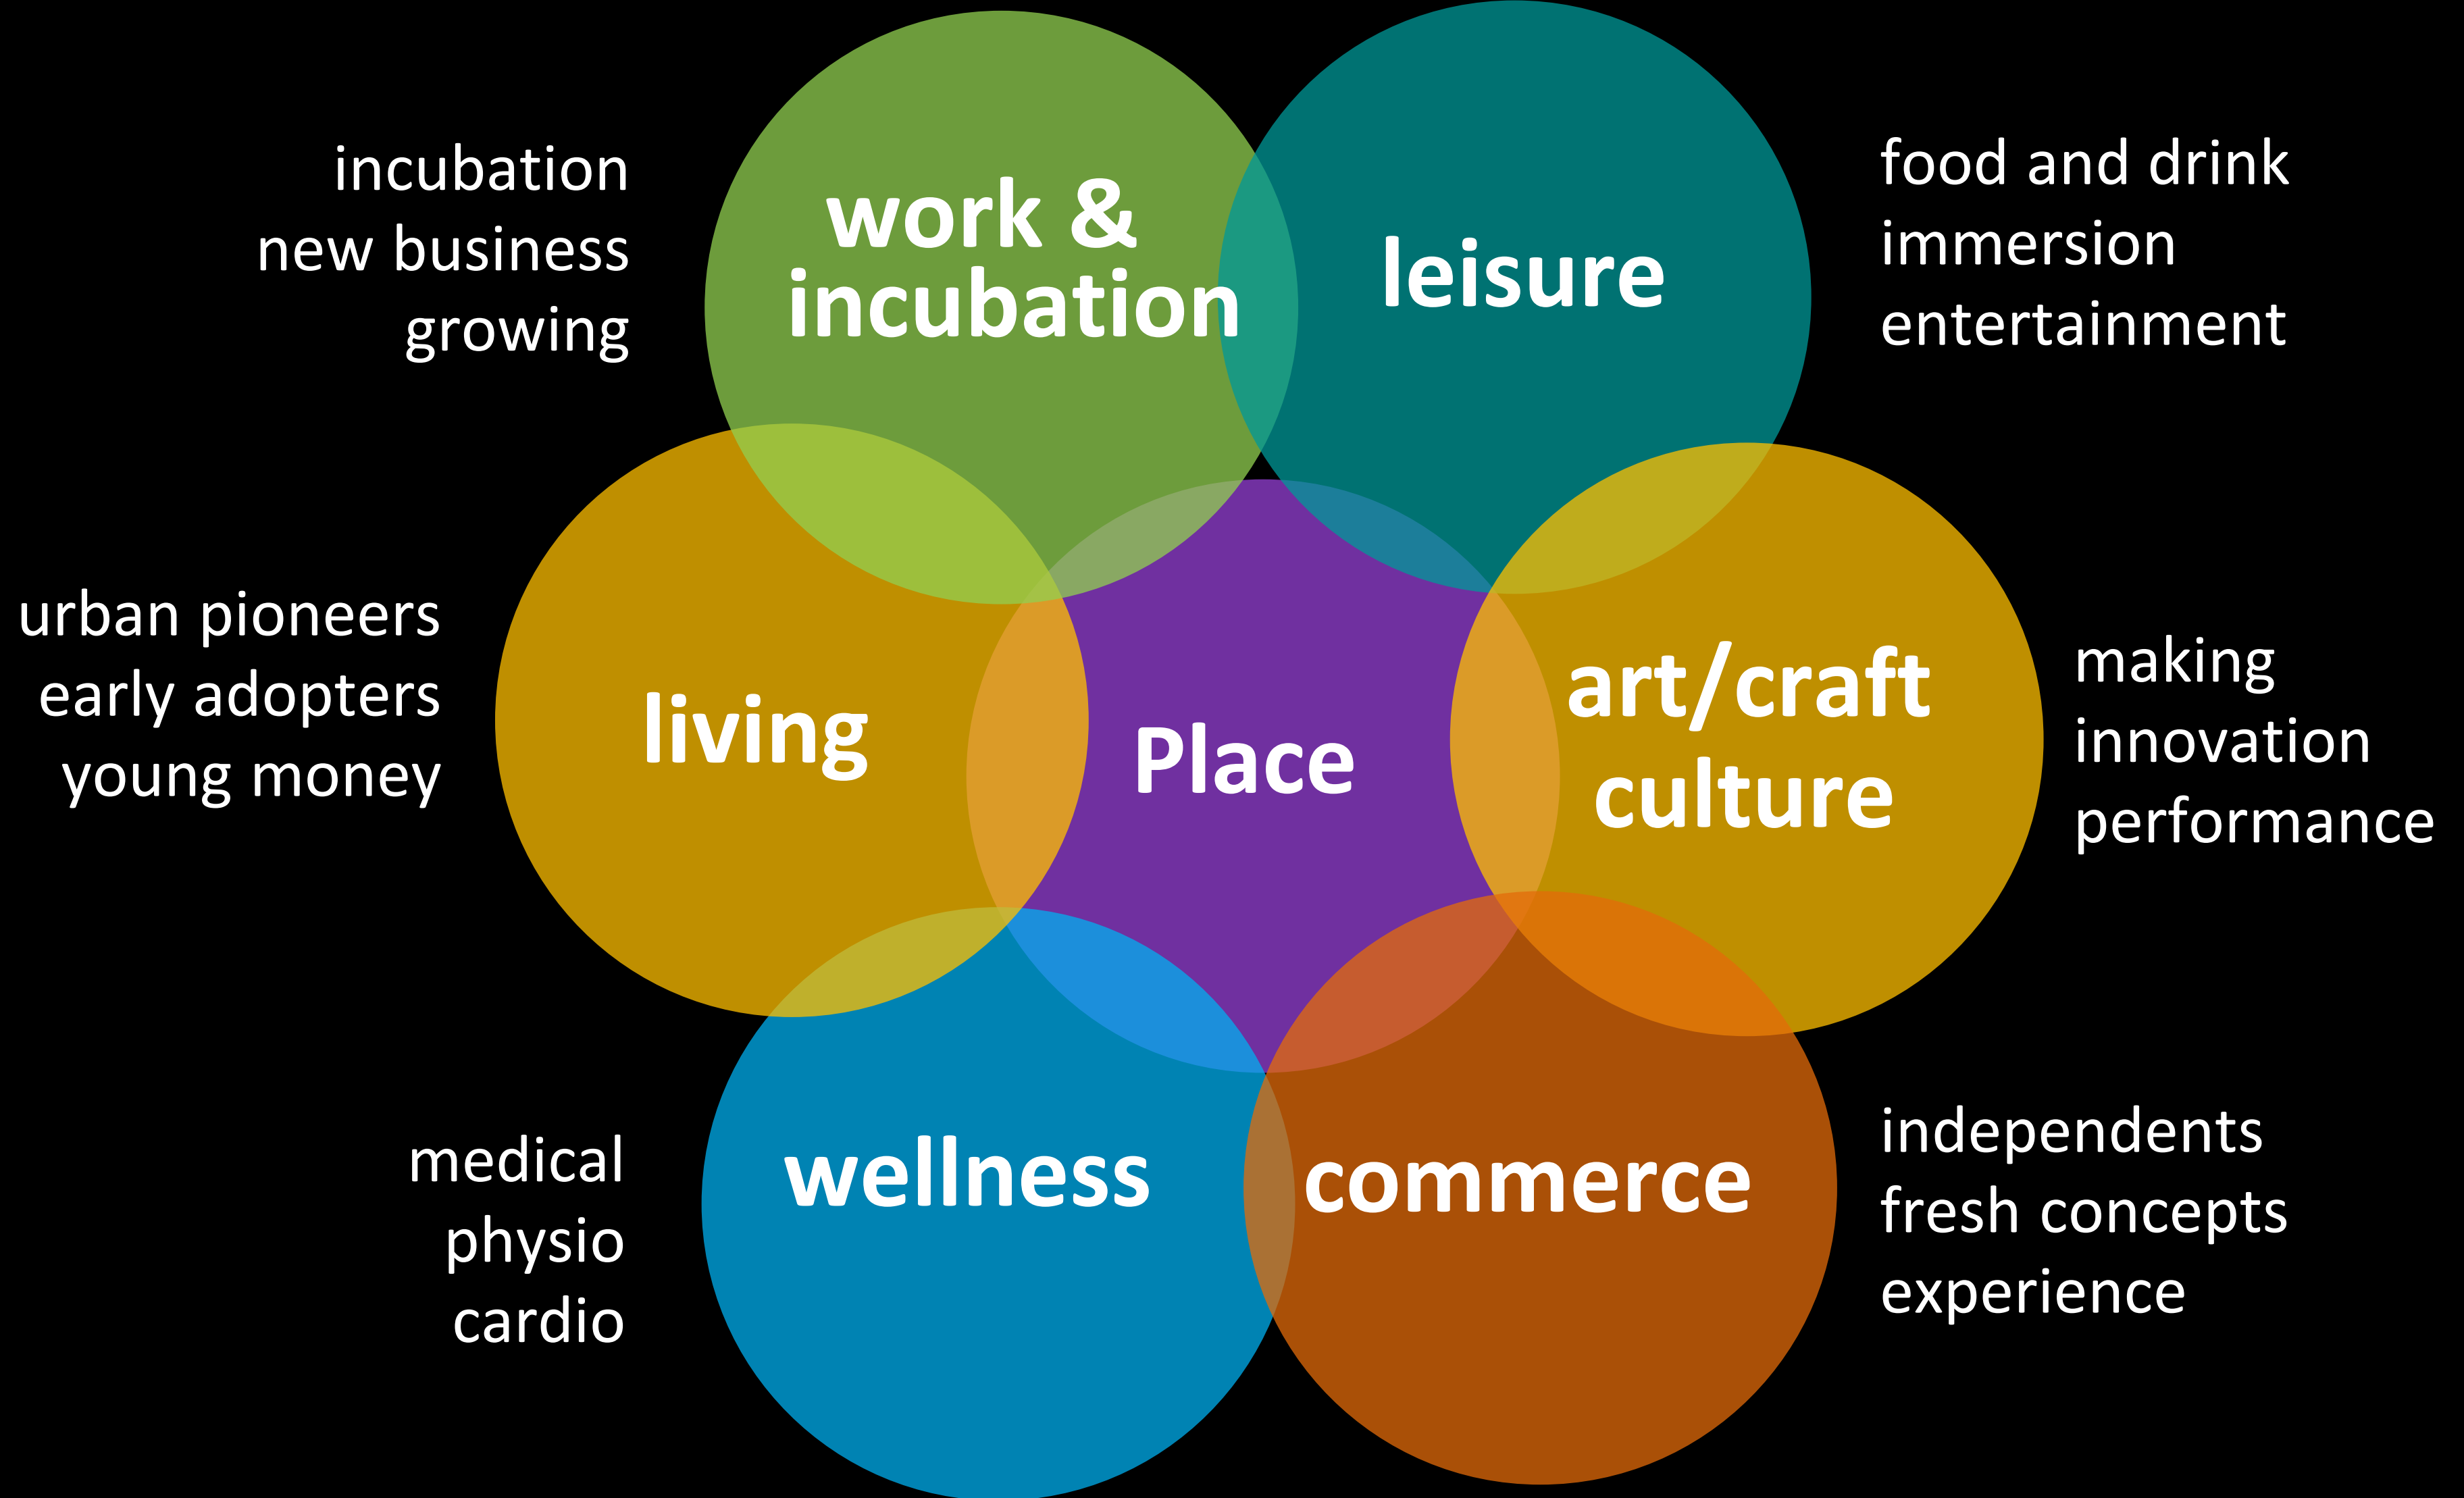 incubation
new business
growing
work &
incubation
leisure
food and drink
immersion
entertainment
urban pioneers
early adopters
young money
living
Place
art/craft
culture
making
innovation
performance
medical
physio
cardio
wellness
commerce
independents
fresh concepts
experience